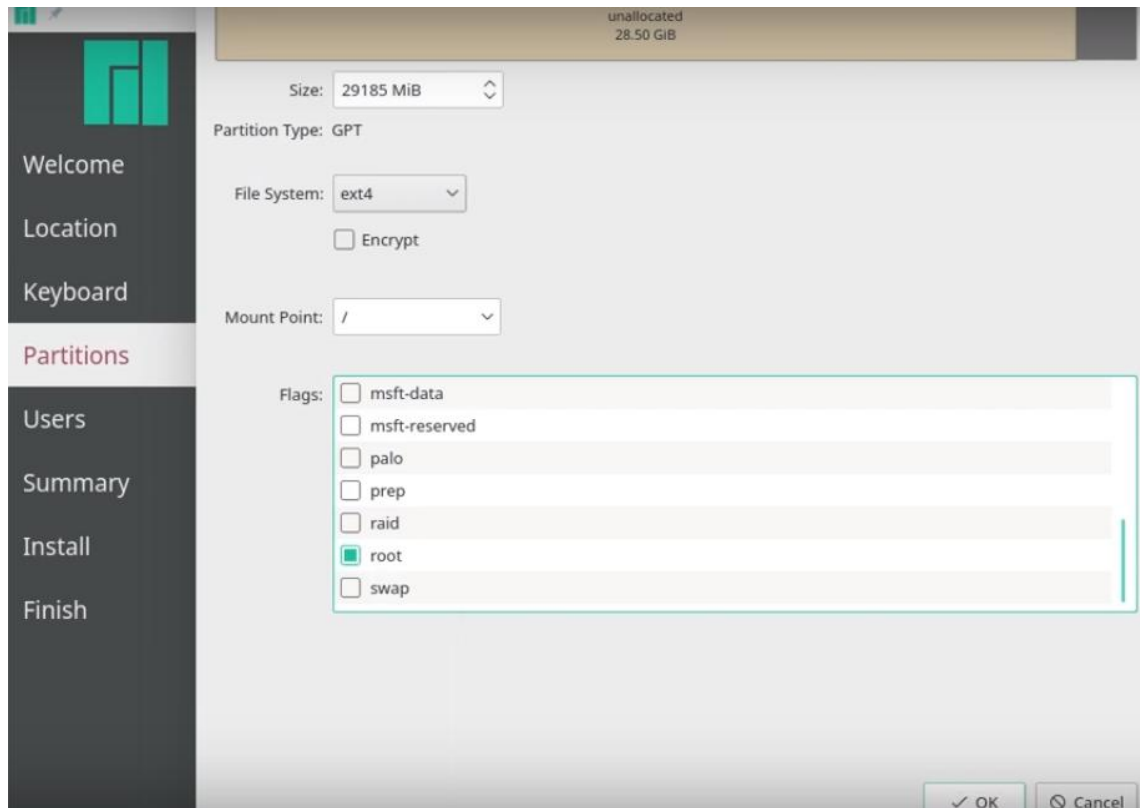 unallocated
28.50 GiB
Size: 29185 MiB
Partition Type: GPT
Welcome
File System: ext4
Location
Encrypt
Keyboard
Mount Point: /
Partitions
Flags: msft-data
Users
msft-reserved
palo
Summary
prep
raid
Install
root
swap
Finish
OK Cancel